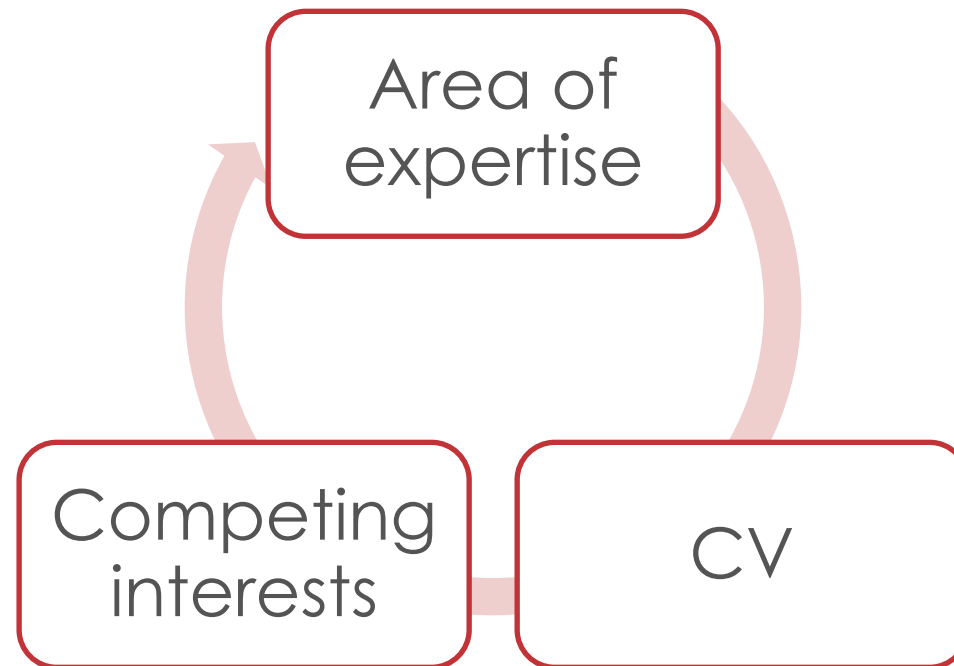 Area of
expertise
Competing
interests
CV